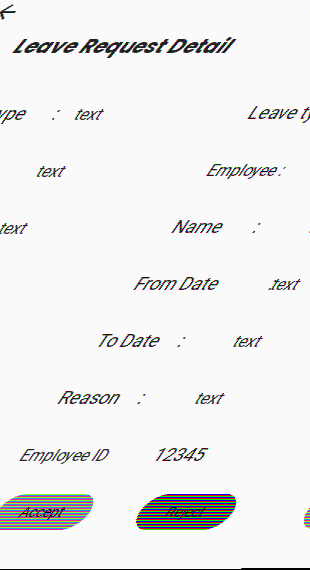 Leave Request Detail
ype : text Leave t
text Employee :
text Name :
From Date .text
To Date : text
Reason : text
Employee ID 12345
Accept Reject